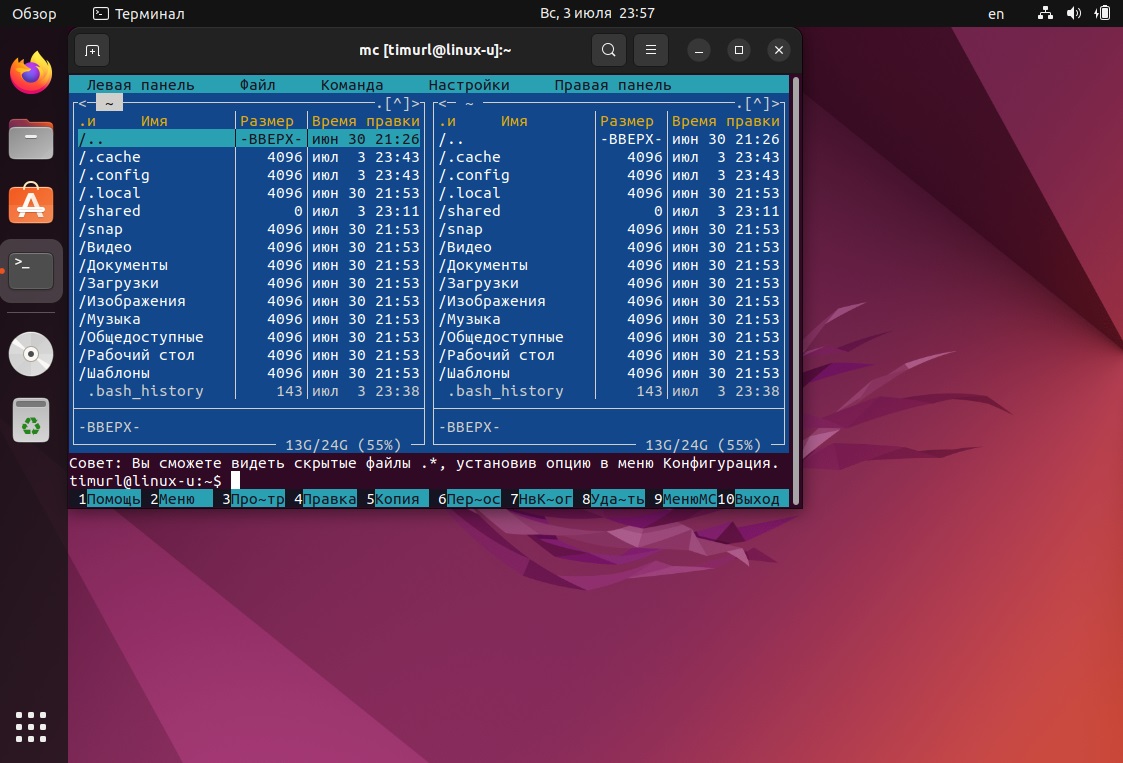 Обзор Терминал Вс, 3 июля 23:57 en
mc [timurl@linux-u]:~
Левая панель Файл Команда Настройки Правая панель
<─ ~ ─.[^]>┐ <─ ~ ─.[^]>┐
.и Имя │Размер │Время правки .и Имя │Размер │Время правки
/.. │-ВВЕРХ-│июн 30 21:26 /.. │-ВВЕРХ-│июн 30 21:26
/.cache │ 4096│июл 3 23:43 /.cache │ 4096│июл 3 23:43
/.config │ 4096│июл 3 23:43 /.config │ 4096│июл 3 23:43
/.local │ 4096│июн 30 21:53 /.local │ 4096│июн 30 21:53
/shared │ 0│июл 3 23:11 /shared │ 0│июл 3 23:11
/snap │ 4096│июн 30 21:53 /snap │ 4096│июн 30 21:53
/Видео │ 4096│июн 30 21:53 /Видео │ 4096│июн 30 21:53
/Документы │ 4096│июн 30 21:53 /Документы │ 4096│июн 30 21:53
/Загрузки │ 4096│июн 30 21:53 /Загрузки │ 4096│июн 30 21:53
/Изображения │ 4096│июн 30 21:53 /Изображения │ 4096│июн 30 21:53
/Музыка │ 4096│июн 30 21:53 /Музыка │ 4096│июн 30 21:53
/Общедоступные │ 4096│июн 30 21:53 /Общедоступные │ 4096│июн 30 21:53
/Рабочий стол │ 4096│июн 30 21:53 /Рабочий стол │ 4096│июн 30 21:53
/Шаблоны │ 4096│июн 30 21:53 /Шаблоны │ 4096│июн 30 21:53
.bash_history │ 143│июл 3 23:38 .bash_history │ 143│июл 3 23:38
-ВВЕРХ- -ВВЕРХ-
13G/24G (55%) 13G/24G (55%)
Совет: Вы сможете видеть скрытые файлы .*, установив опцию в меню Конфигурация.
timurl@linux-u:~$
1Помощь 2Меню 3Про~тр 4Правка 5Копия 6Пер~ос 7НвК~ог 8Уда~ть 9МенюМС10Выход